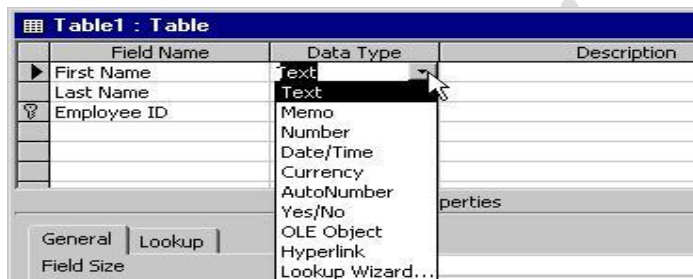 Table1 : Table
Field Name Data Type Description
First Name Text
Last Name Text
Employee ID Memo
Number
Date/Time
Currency
AutoNumber
perties
Yes/No
General Lookup OLE Object
Hyperlink
Field Size Lookup Wizard...